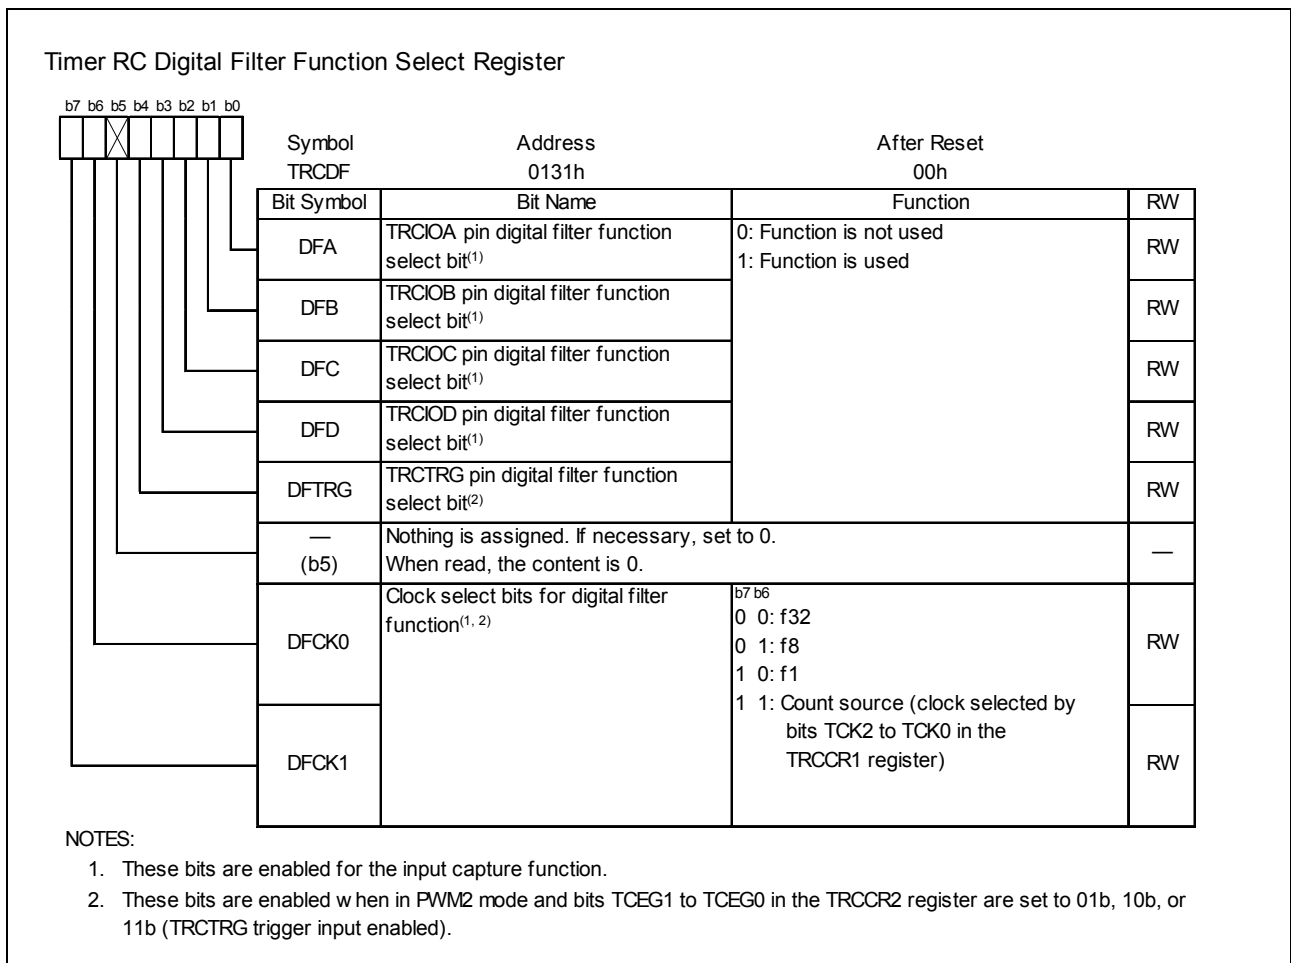 Timer RC Digital Filter Function Select Register
b7 b6 b5 b4 b3 b2 b1 b0
Symbol Address After Reset
TRCDF 0131h 00h
Bit Symbol Bit Name Function RW
DFA TRCIOA pin digital filter function select bit(1) 0: Function is not used RW
1: Function is used
DFB TRCIOB pin digital filter function select bit(1) RW
DFC TRCIOC pin digital filter function select bit(1) RW
DFD TRCIOD pin digital filter function select bit(1) RW
DFTRG TRCTRG pin digital filter function select bit(2) RW
— (b5) Nothing is assigned. If necessary, set to 0. —
When read, the content is 0.
DFCK0 Clock select bits for digital filter function(1, 2) RW
b7 b6
0 0: f32
0 1: f8
1 0: f1
1 1: Count source (clock selected by
bits TCK2 to TCK0 in the
TRCCR1 register)
DFCK1 RW
NOTES:
1. These bits are enabled for the input capture function.
2. These bits are enabled w hen in PWM2 mode and bits TCEG1 to TCEG0 in the TRCCR2 register are set to 01b, 10b, or
11b (TRCTRG trigger input enabled).